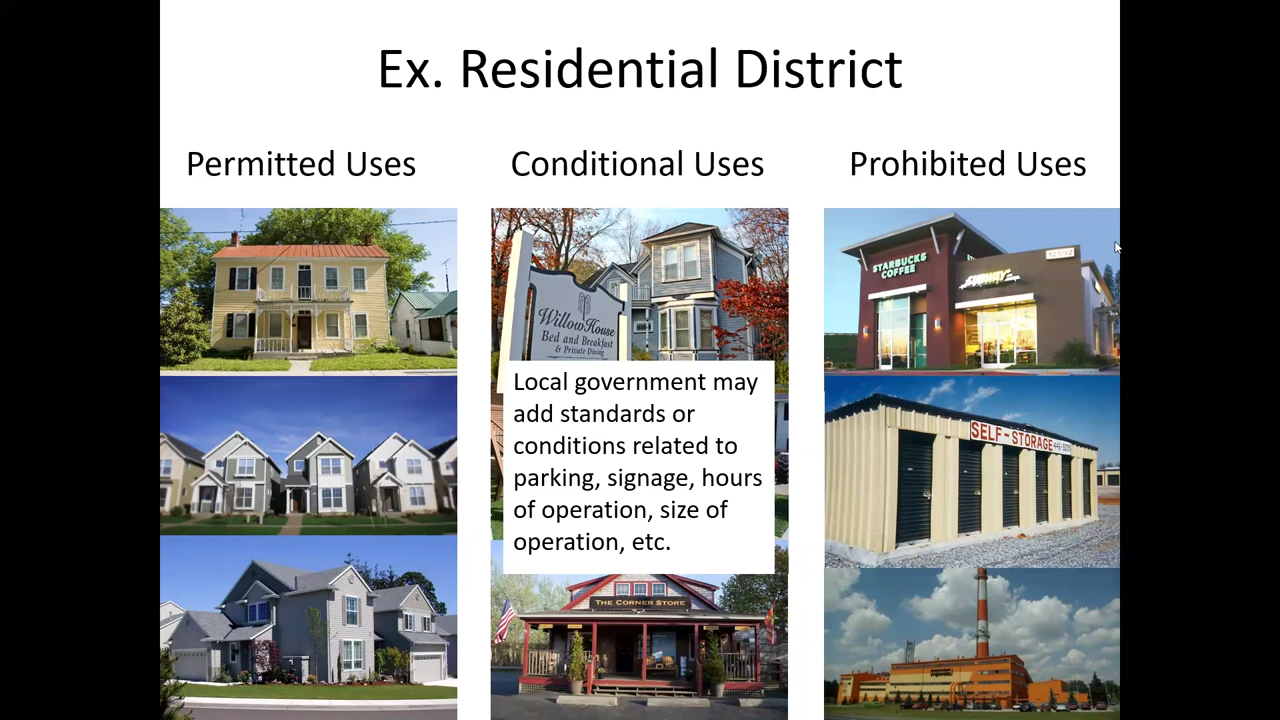 Ex. Residential District
Permitted Uses
Conditional Uses
Prohibited Uses
Willow House
Bed and Breakfast
& Private Dining
Local government may
add standards or
conditions related to
parking, signage, hours
of operation, size of
operation, etc.
THE CORNER STORE
STARBUCKS
COFFEE
SUBWAY
SELF-STORAGE